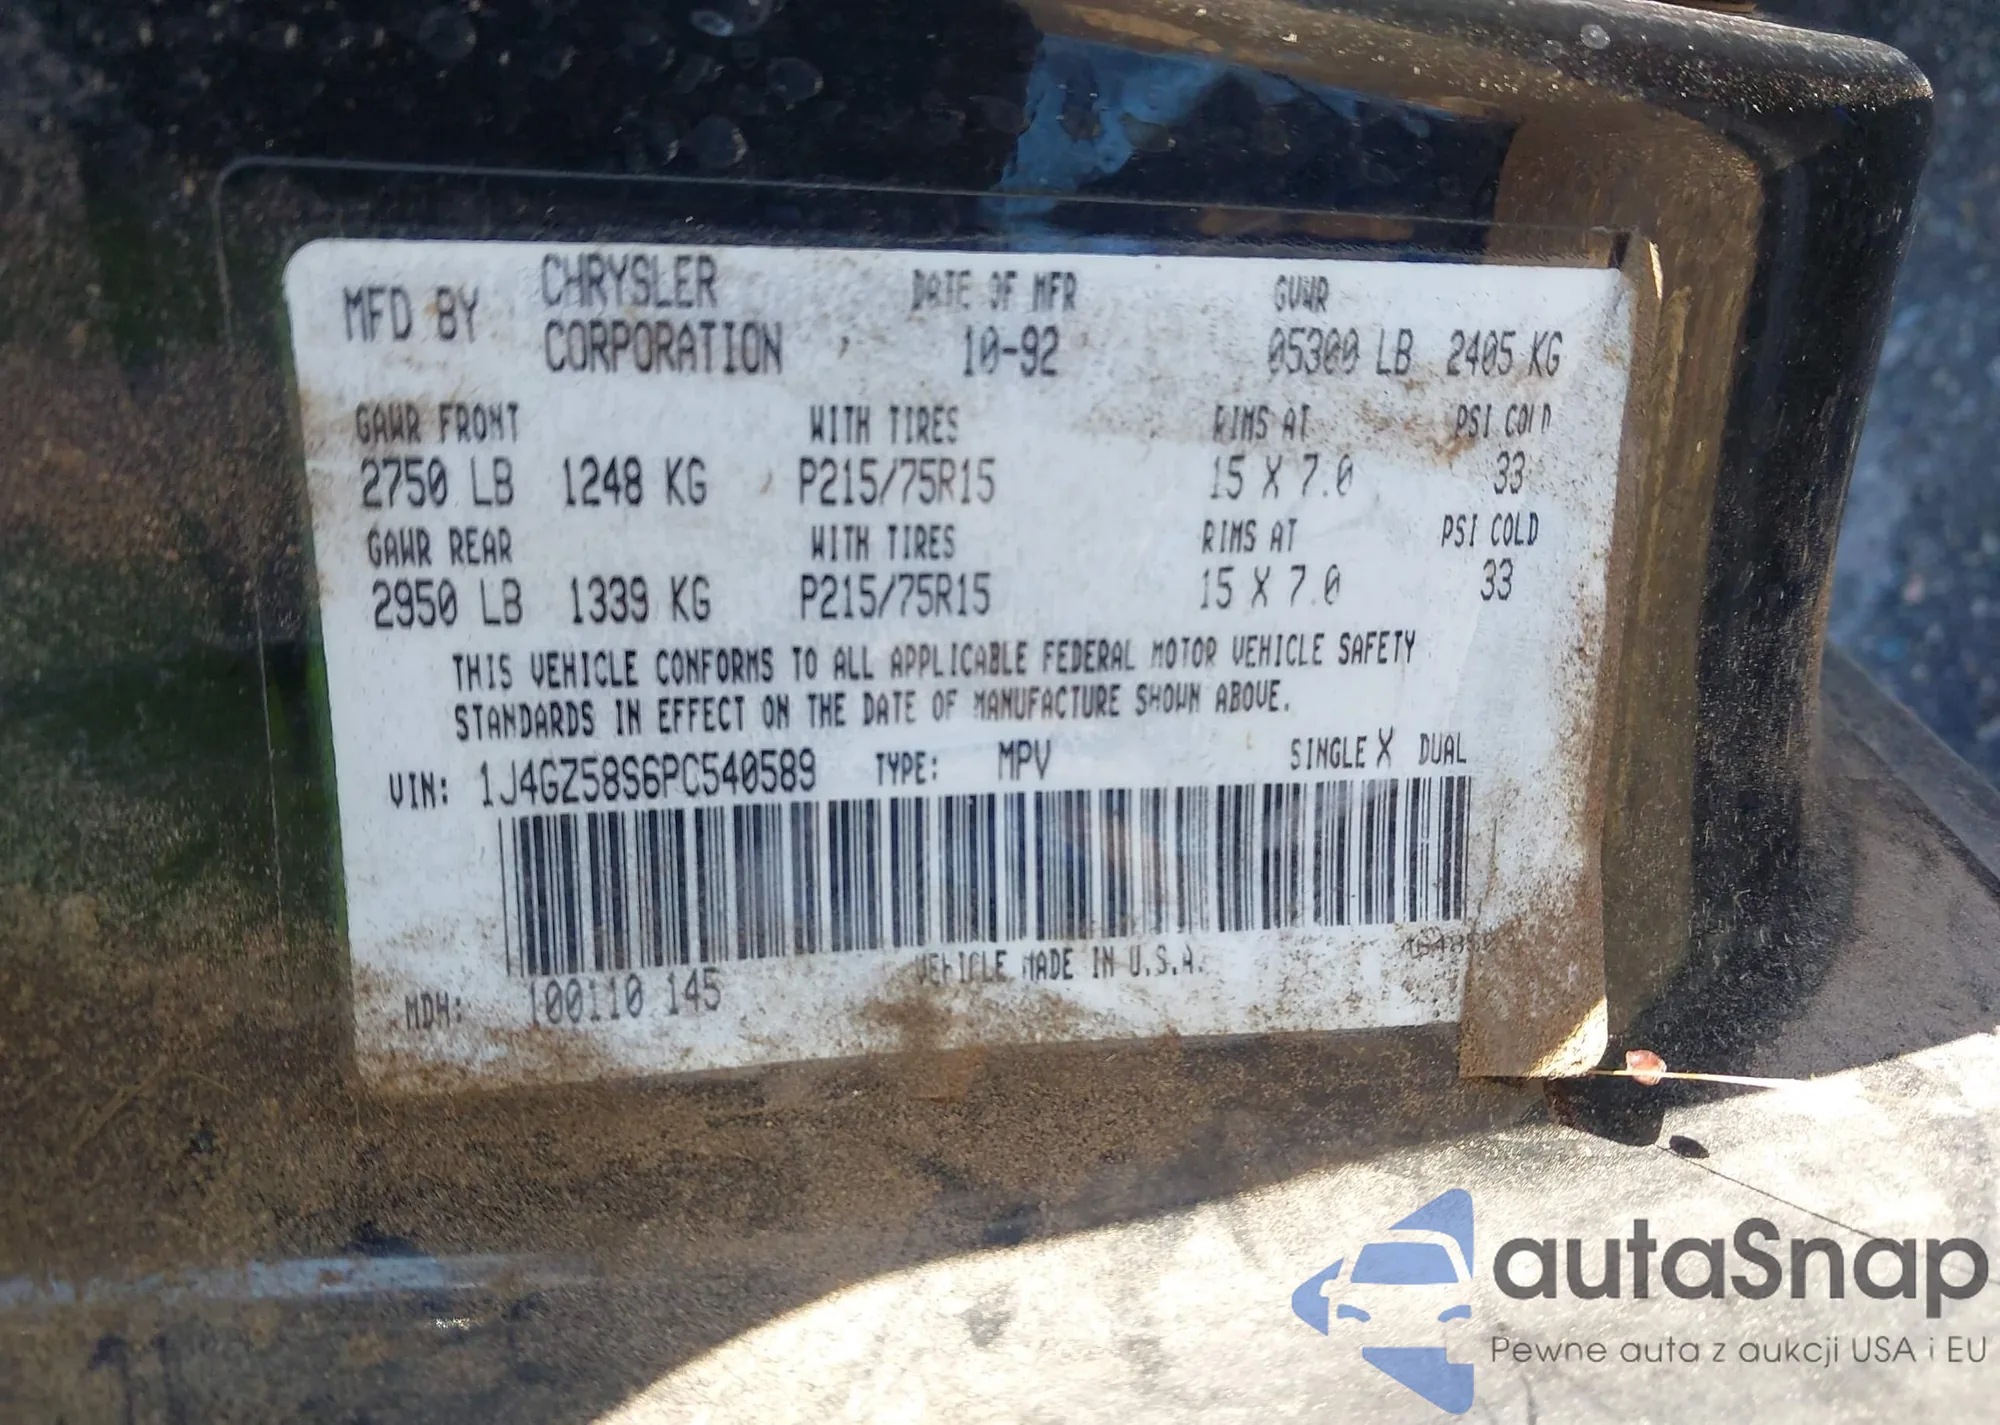 MFD BY CHRYSLER CORPORATION DATE OF MFR 10-92 GVWR 05300 LB 2405 KG
GAWR FRONT WITH TIRES RIMS AT PSI COLD
2750 LB 1248 KG P215/75R15 15 X 7.0 33
GAWR REAR WITH TIRES RIMS AT PSI COLD
2950 LB 1339 KG P215/75R15 15 X 7.0 33
THIS VEHICLE CONFORMS TO ALL APPLICABLE FEDERAL MOTOR VEHICLE SAFETY
STANDARDS IN EFFECT ON THE DATE OF MANUFACTURE SHOWN ABOVE.
VIN: 1J4GZ58S6PC540589 TYPE: MPV SINGLE X DUAL
VEHICLE MADE IN U.S.A.
MDH: 100110 145
autaSnap
Pewne auta z aukcji USA i EU